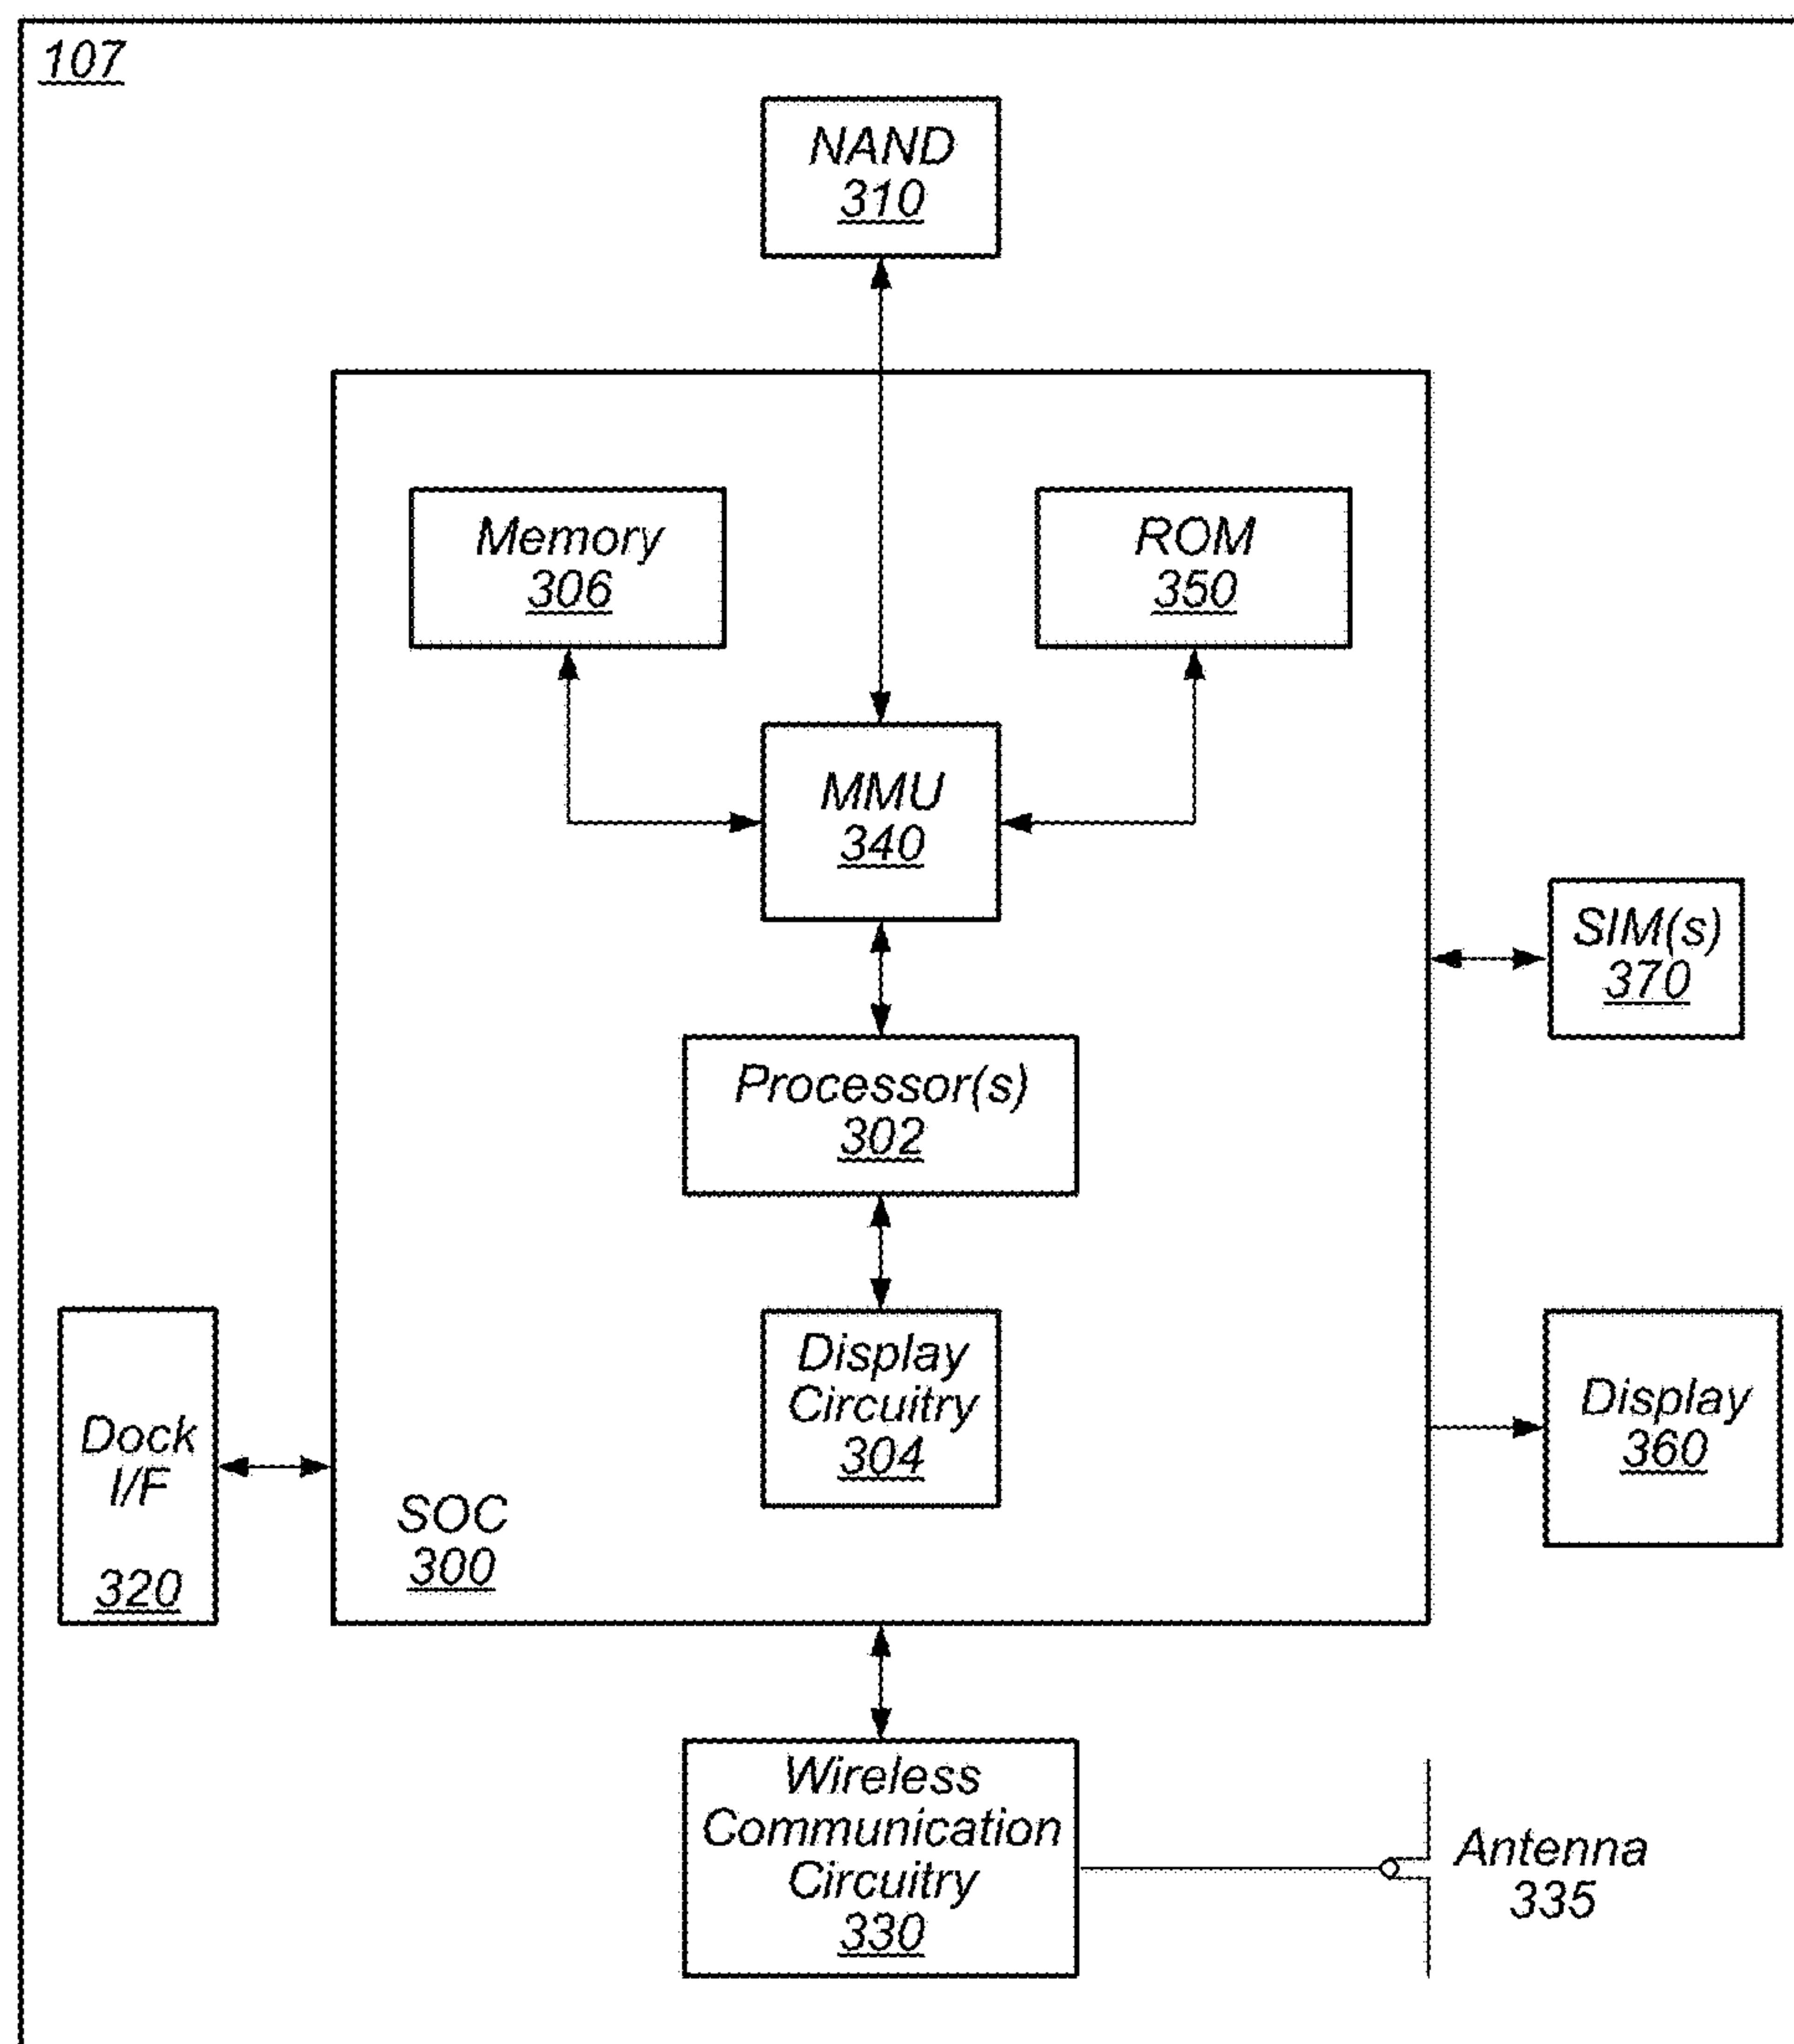 107
NAND
310
Memory
306
ROM
350
MMU
340
SIM(s)
370
Processor(s)
302
Display
Circuitry
304
Display
360
Dock
I/F
320
SOC
300
Wireless
Communication
Circuitry
330
Antenna
335